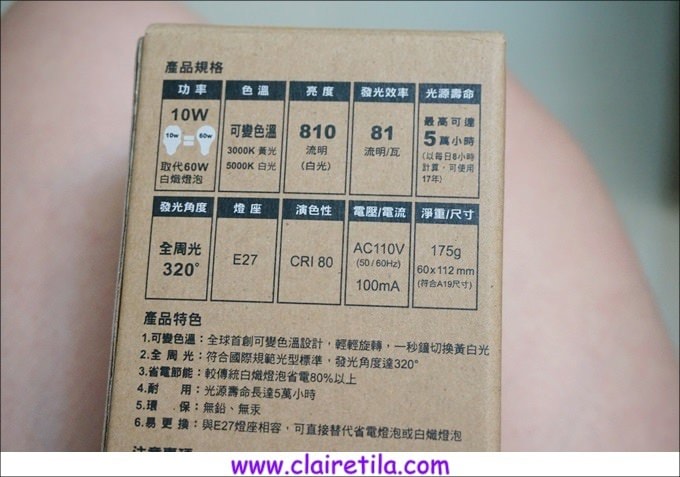 產品規格
功率 色溫 亮度 發光效率 光源壽命
10W
10w = 60w
取代60W
白熾燈泡
可變色溫
3000K 黃光
5000K 白光
810
流明
(白光)
81
流明/瓦
最高可達
5萬小時
(以每日8小時
計算,可使用
17年)
發光角度 燈座 演色性 電壓/電流 淨重/尺寸
全周光
320°
E27
CRI 80
AC110V
(50/60Hz)
100mA
175g
60x112 mm
(符合A19尺寸)
產品特色
1.可變色溫:全球首創可變色溫設計,輕輕旋轉,一秒鐘切換黃白光
2.全周光:符合國際規範光型標準,發光角度達320°
3.省電節能:較傳統白熾燈泡省電80%以上
4.耐用:光源壽命長達5萬小時
5.環保:無鉛、無汞
6.易更換:與E27燈座相容,可直接替代省電燈泡或白熾燈泡
注意事項
www.clairetila.com